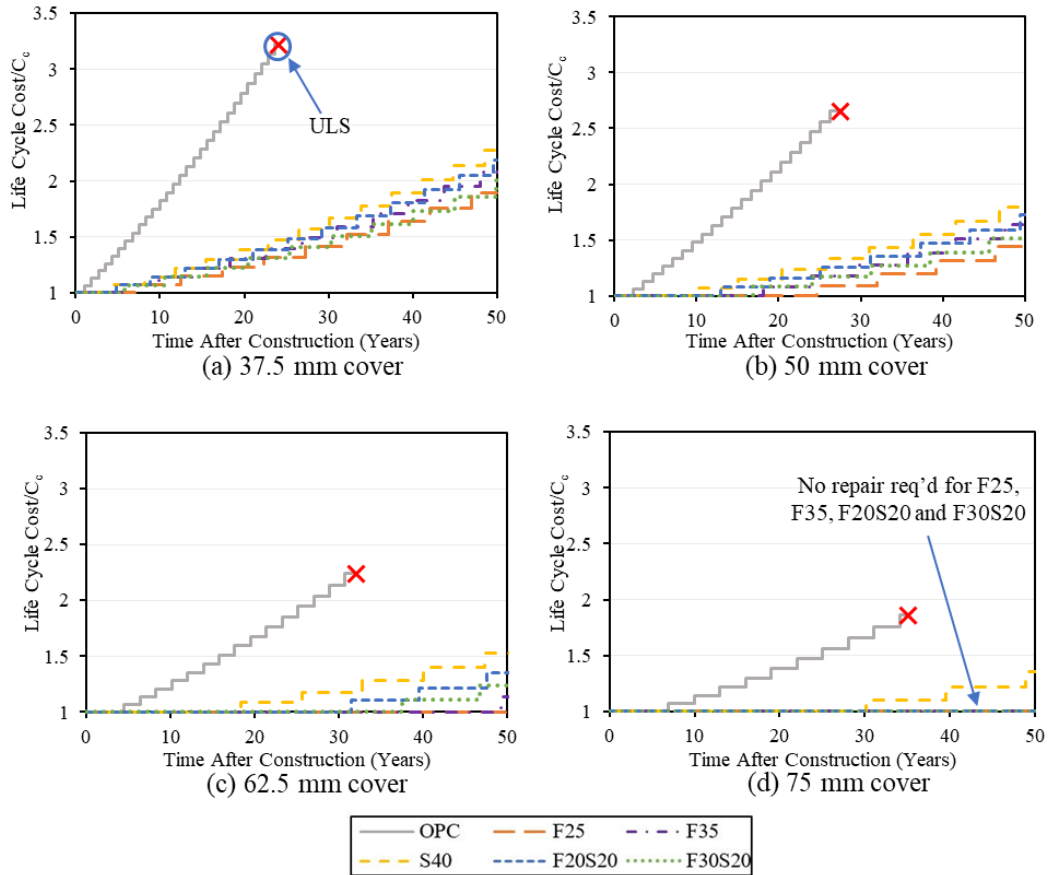 3.5
3
2.5
2
1.5
1
Life Cycle Cost/Cc
ULS
0 10 20 30 40 50
Time After Construction (Years)
(a) 37.5 mm cover
3.5
3
2.5
2
1.5
1
Life Cycle Cost/Cc
0 10 20 30 40 50
Time After Construction (Years)
(b) 50 mm cover
3.5
3
2.5
2
1.5
1
Life Cycle Cost/Cc
0 10 20 30 40 50
Time After Construction (Years)
(c) 62.5 mm cover
3.5
3
2.5
2
1.5
1
Life Cycle Cost/Cc
No repair req’d for F25,
F35, F20S20 and F30S20
0 10 20 30 40 50
Time After Construction (Years)
(d) 75 mm cover
OPC F25 F35
S40 F20S20 F30S20